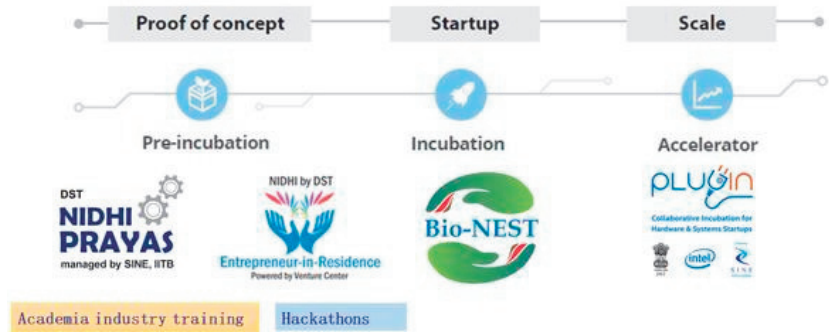 Proof of concept
Startup
Scale
Pre-incubation
Incubation
Accelerator
DST
NIDHI
PRAYAS
managed by SINE, IITB
NIDHI by DST
Entrepreneur-in-Residence
Powered by Venture Center
Bio-NEST
PLUGIN
Collaborative Incubation for
Hardware & Systems Startups
intel
SINE
Academia industry training
Hackathons